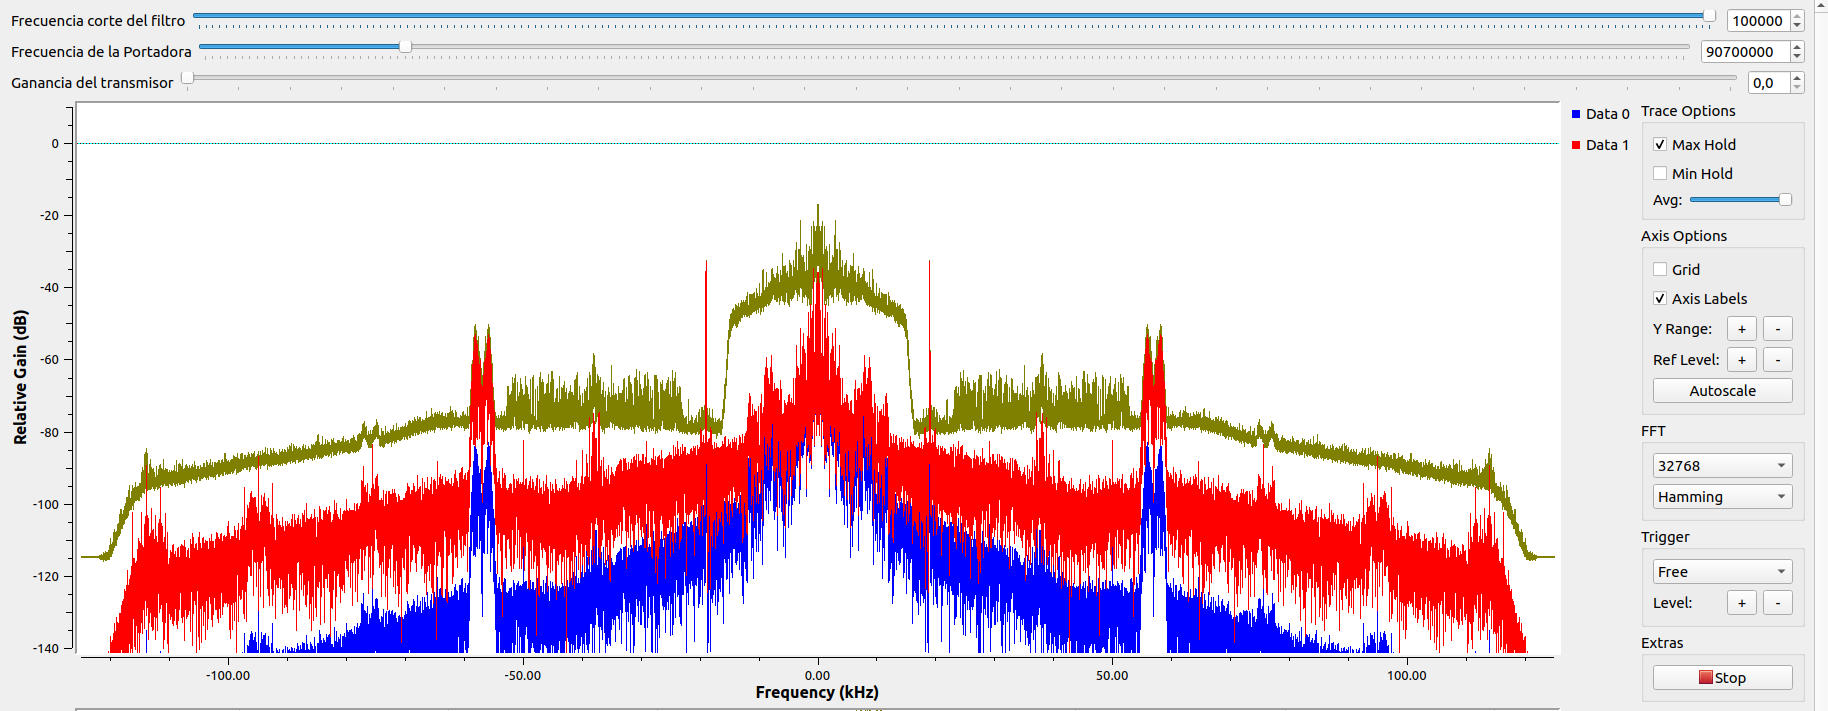 Frecuencia corte del filtro 100000
Frecuencia de la Portadora 90700000
Ganancia del transmisor 0,0
Data 0
Data 1
Trace Options
Max Hold
Min Hold
Avg:
Axis Options
Grid
Axis Labels
Y Range: + -
Ref Level: + -
Autoscale
FFT
32768
Hamming
Trigger
Free
Level: + -
Extras
Stop
Relative Gain (dB)
0
-20
-40
-60
-80
-100
-120
-140
-100.00 -50.00 0.00 50.00 100.00
Frequency (kHz)